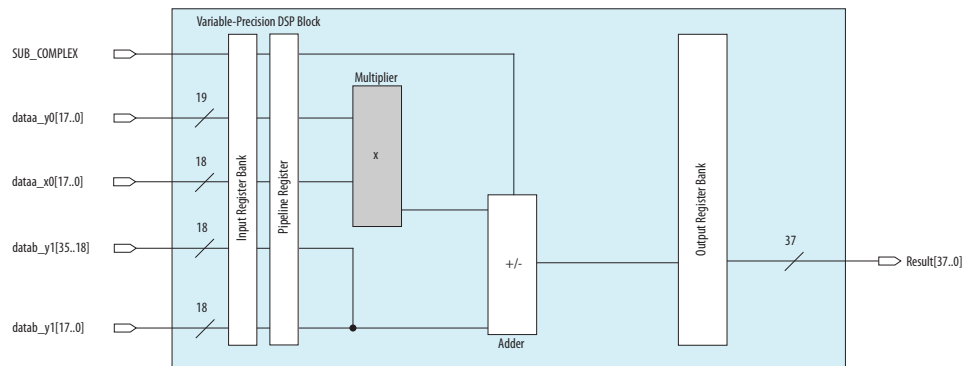 Variable-Precision DSP Block
SUB_COMPLEX
Multiplier
19
dataa_y0[17..0]
x
18
dataa_x0[17..0]
Input Register Bank
Pipeline Register
Output Register Bank
18
datab_y1[35..18]
+/-
37
Result[37..0]
18
datab_y1[17..0]
Adder